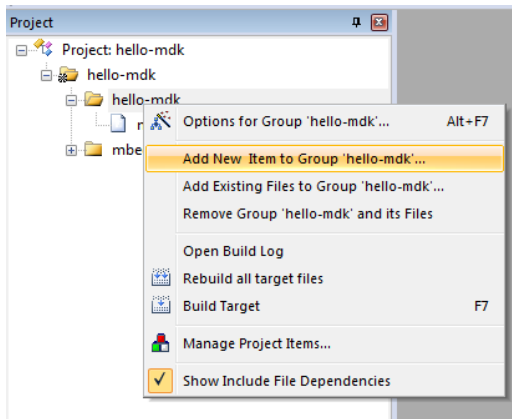 Project
Project: hello-mdk
hello-mdk
hello-mdk
Options for Group 'hello-mdk'... Alt+F7
Add New Item to Group 'hello-mdk'...
mbe
Add Existing Files to Group 'hello-mdk'...
Remove Group 'hello-mdk' and its Files
Open Build Log
Rebuild all target files
Build Target F7
Manage Project Items...
Show Include File Dependencies